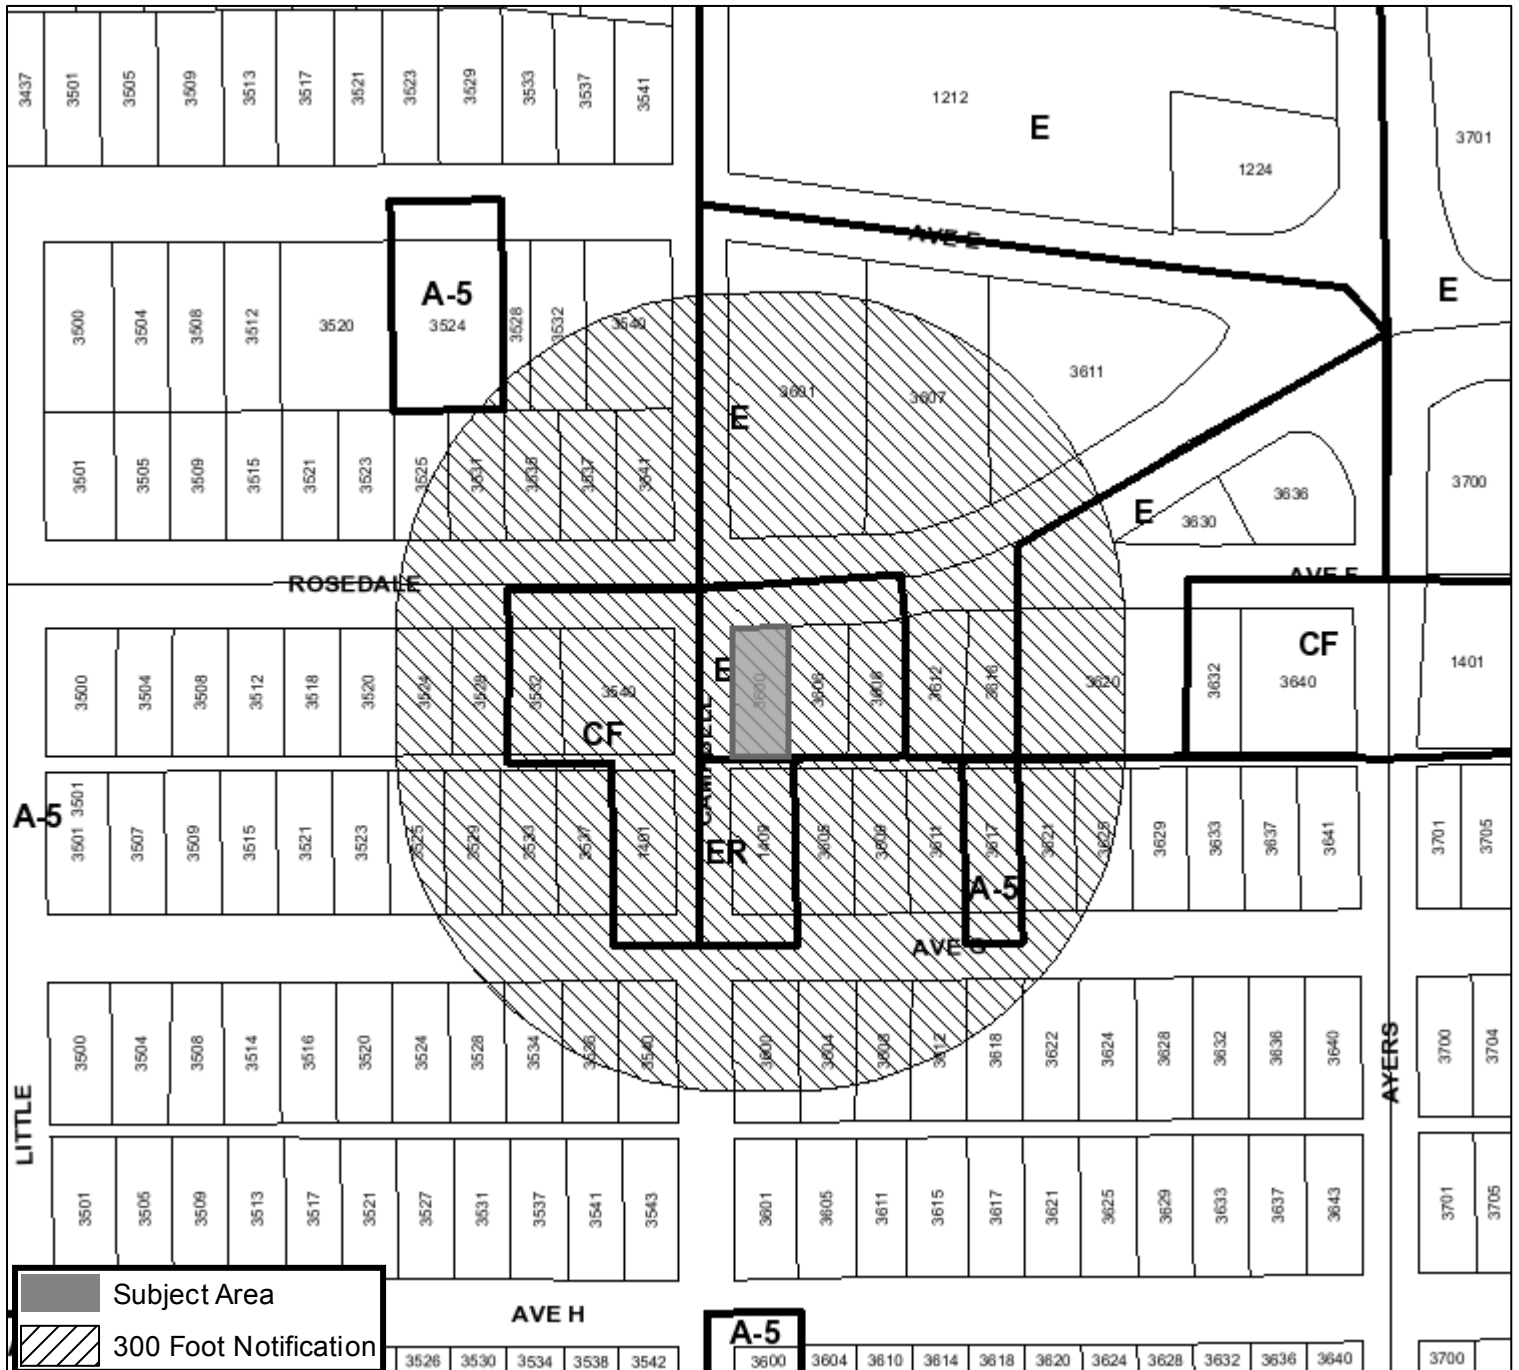 3437 3501 3505 3509 3513 3517 3521 3523 3529 3533 3537 3541
1212
E
3701
1224
AVE E
E
A-5
3500 3504 3508 3512 3520 3524 3528 3532 3540
3601 3607 3611
E
3501 3505 3509 3515 3521 3523 3525 3531 3535 3537 3541
E
3630 3636
3700
ROSEDALE
AVE F
3500 3504 3508 3512 3518 3520 3524 3528 3532 3540
CF
E
3600 3606 3608 3612 3616 3620
3632 3640
CF
1401
CAMPBELL
A-5
3501
3501 3507 3509 3515 3521 3523 3525 3529 3533 3537 1401
ER
1409 3605 3609 3611 3617 3621 3625 3629 3633 3637 3641
A-5
3701 3705
AVE G
3500 3504 3508 3514 3516 3520 3524 3528 3534 3536 3540
3600 3604 3608 3612 3618 3622 3624 3628 3632 3636 3640
3700 3704
LITTLE
AYERS
3501 3505 3509 3513 3517 3521 3527 3531 3537 3541 3543
3601 3605 3611 3615 3617 3621 3625 3629 3633 3637 3643
3701 3705
Subject Area
300 Foot Notification
AVE H
A-5
3526 3530 3534 3538 3542
3600 3604 3610 3614 3618 3620 3624 3628 3632 3636 3640
3700